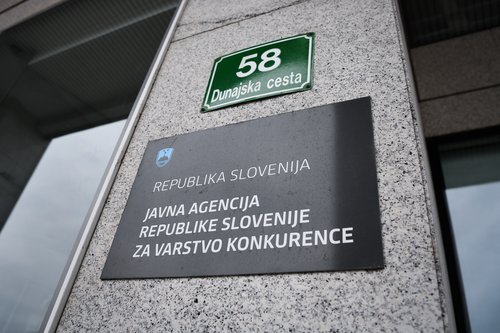 58
Dunajska cesta
REPUBLIKA SLOVENIJA
JAVNA AGENCIJA
REPUBLIKE SLOVENIJE
ZA VARSTVO KONKURENCE